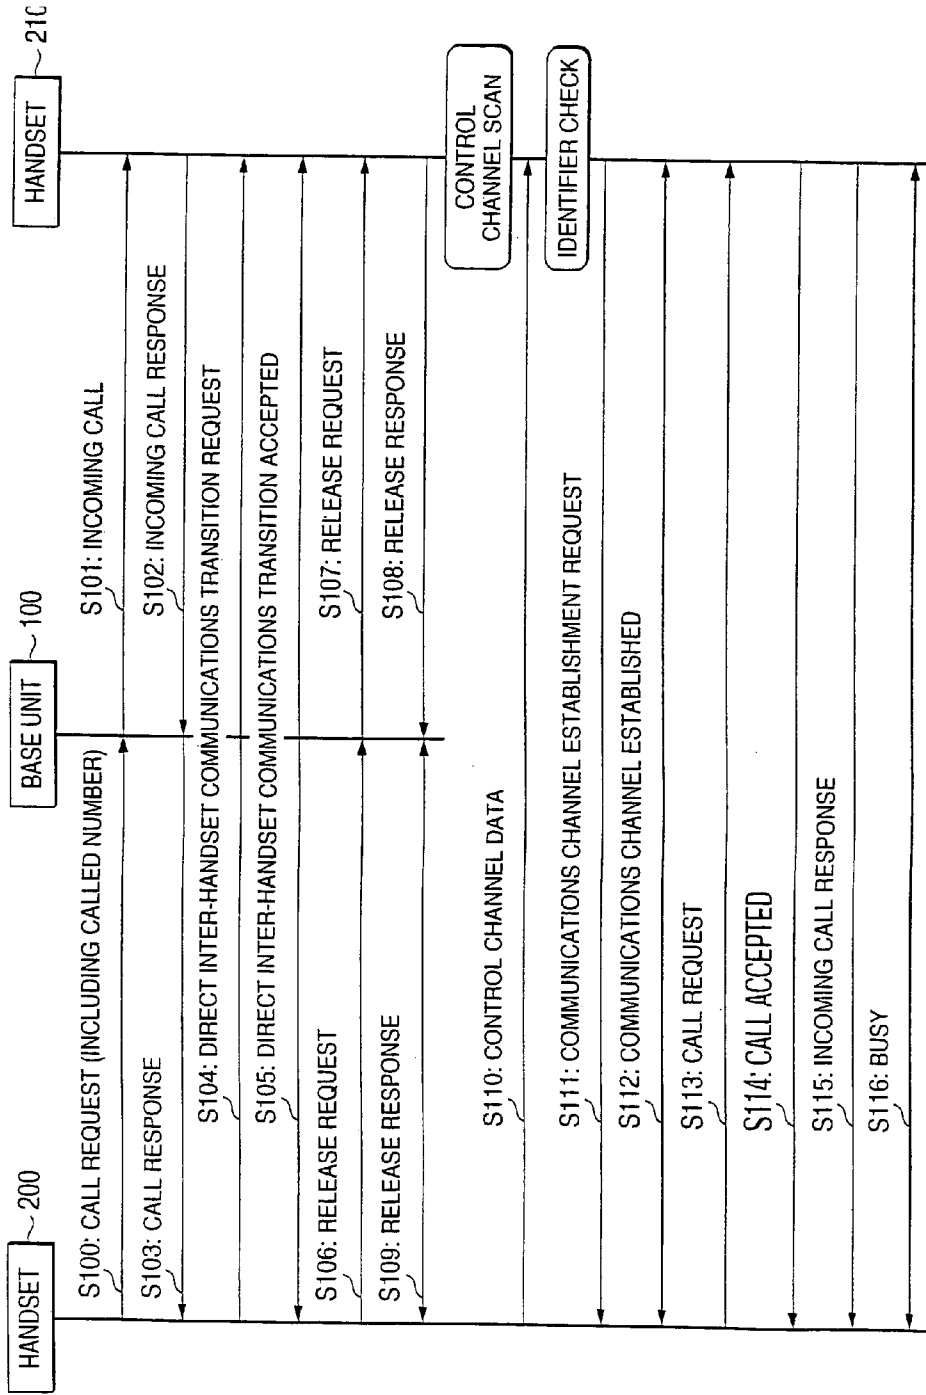 HANDSET
200
BASE UNIT
100
HANDSET
210
S100: CALL REQUEST (INCLUDING CALLED NUMBER)
S101: INCOMING CALL
S102: INCOMING CALL RESPONSE
S103: CALL RESPONSE
S104: DIRECT INTER-HANDSET COMMUNICATIONS TRANSITION REQUEST
S105: DIRECT INTER-HANDSET COMMUNICATIONS TRANSITION ACCEPTED
S106: RELEASE REQUEST
S107: RELEASE REQUEST
S108: RELEASE RESPONSE
S109: RELEASE RESPONSE
CONTROL
CHANNEL SCAN
S110: CONTROL CHANNEL DATA
IDENTIFIER CHECK
S111: COMMUNICATIONS CHANNEL ESTABLISHMENT REQUEST
S112: COMMUNICATIONS CHANNEL ESTABLISHED
S113: CALL REQUEST
S114: CALL ACCEPTED
S115: INCOMING CALL RESPONSE
S116: BUSY